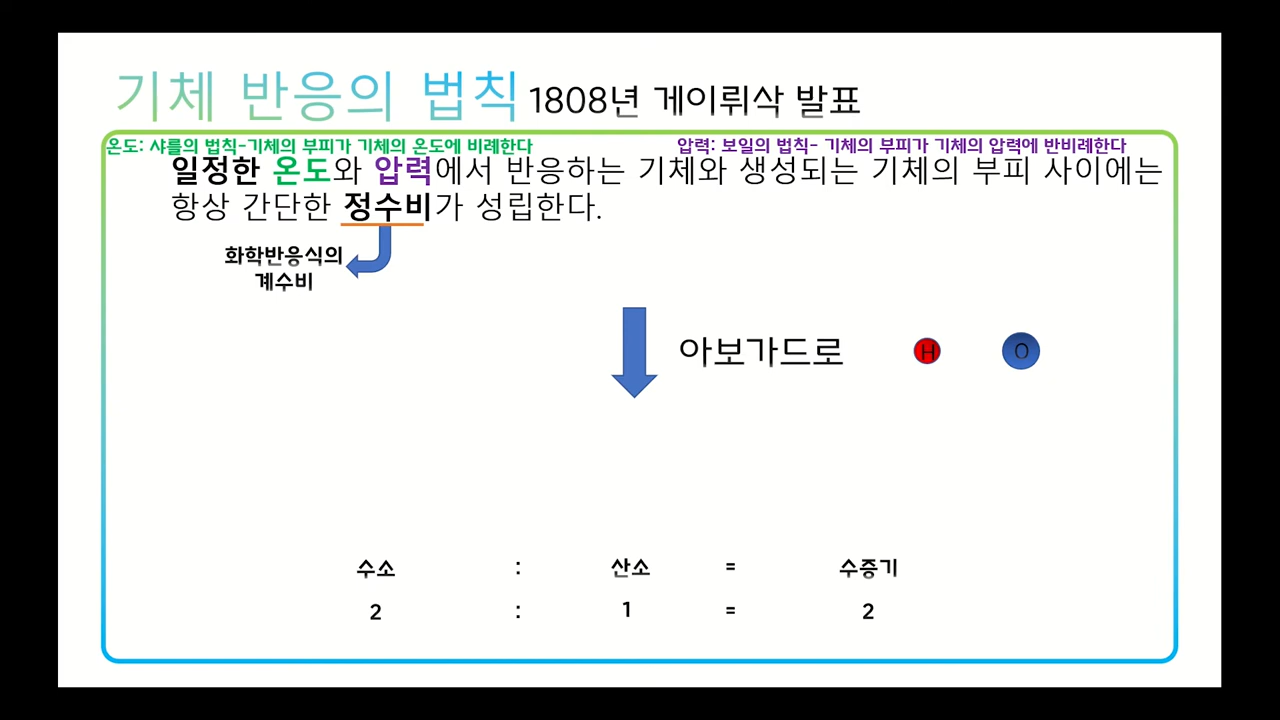 기체 반응의 법칙 1808년 게이뤼삭 발표
온도: 샤를의 법칙-기체의 부피가 기체의 온도에 비례한다
압력: 보일의 법칙- 기체의 부피가 기체의 압력에 반비례한다
일정한 온도와 압력에서 반응하는 기체와 생성되는 기체의 부피 사이에는
항상 간단한 정수비가 성립한다.
화학반응식의
계수비
아보가드로 H O
수소 : 산소 = 수증기
2 : 1 = 2